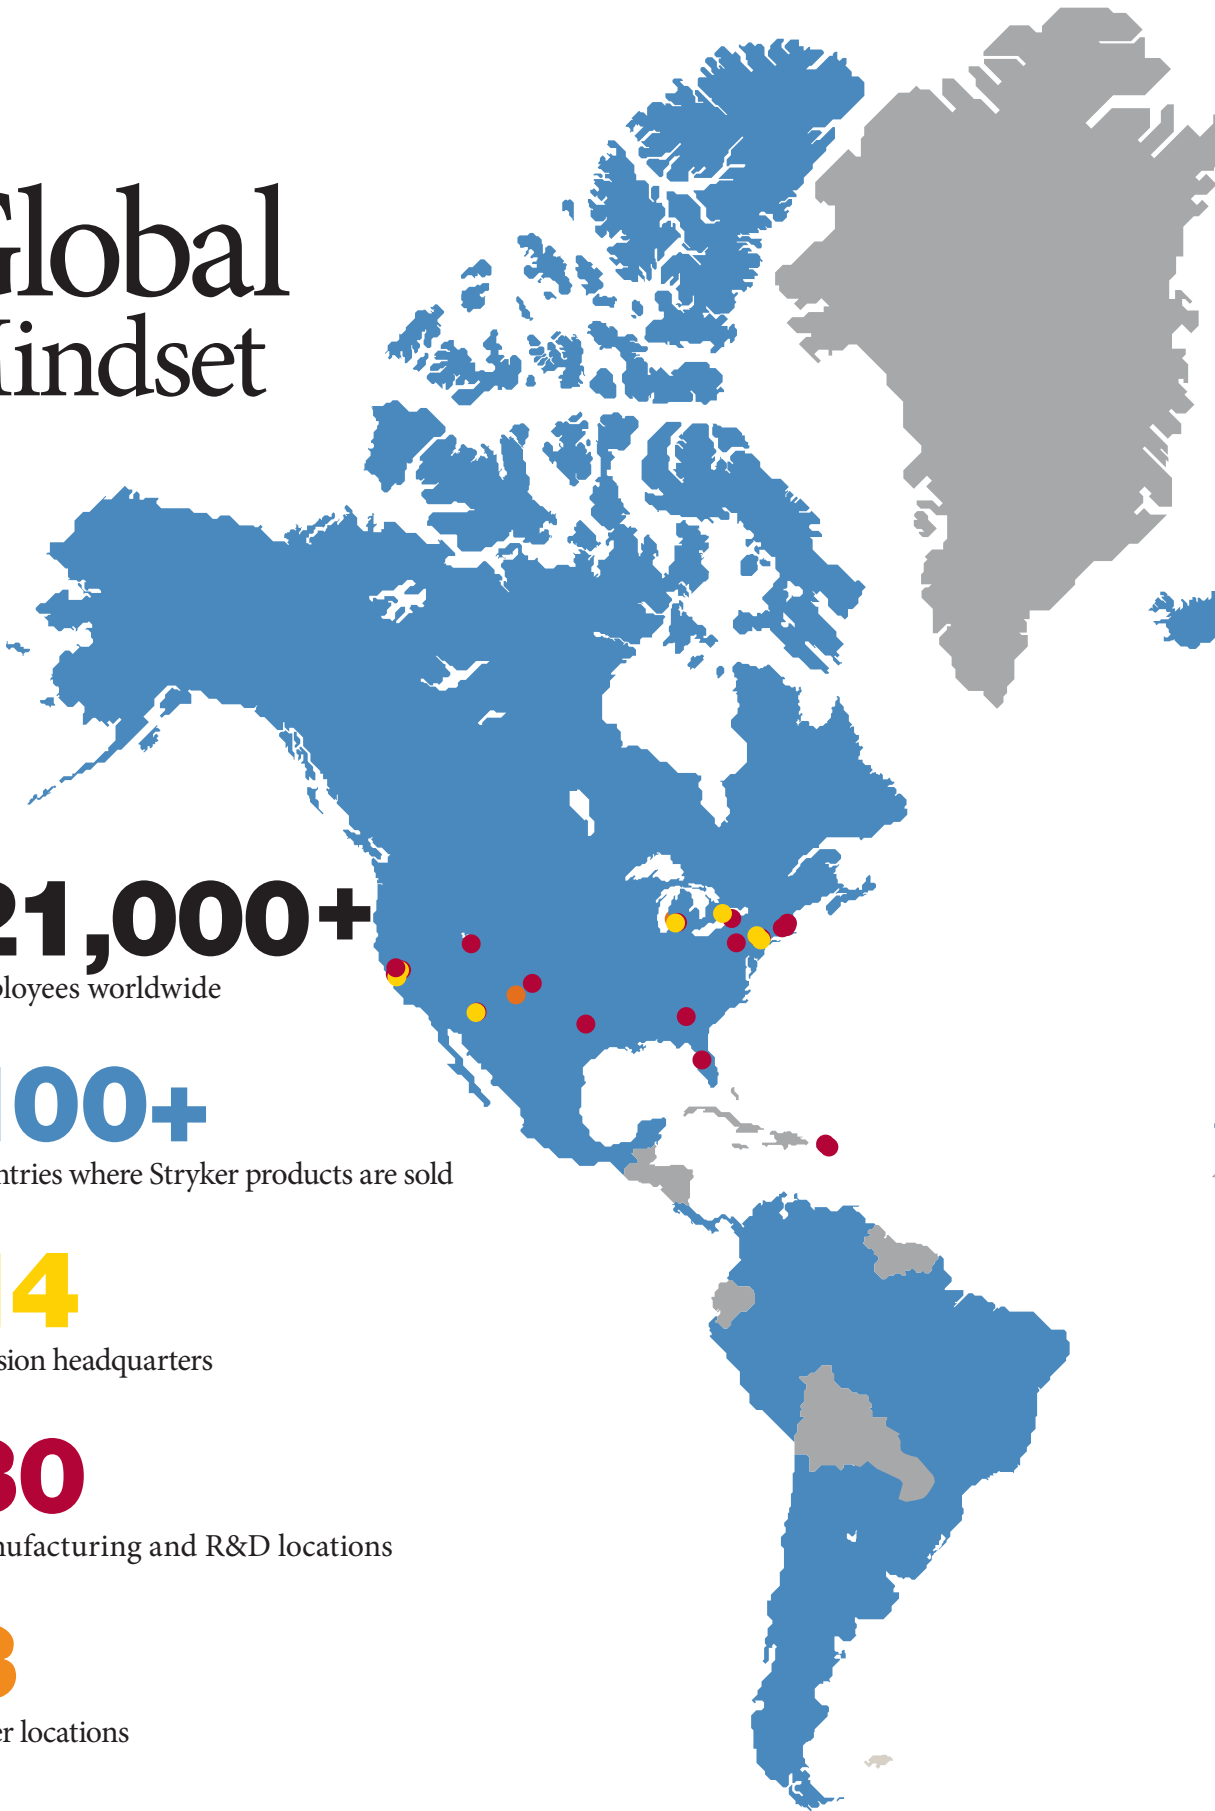 Global
Mindset
21,000+
ployees worldwide
100+
ntries where Stryker products are sold
14
sion headquarters
30
nufacturing and R&D locations
er locations